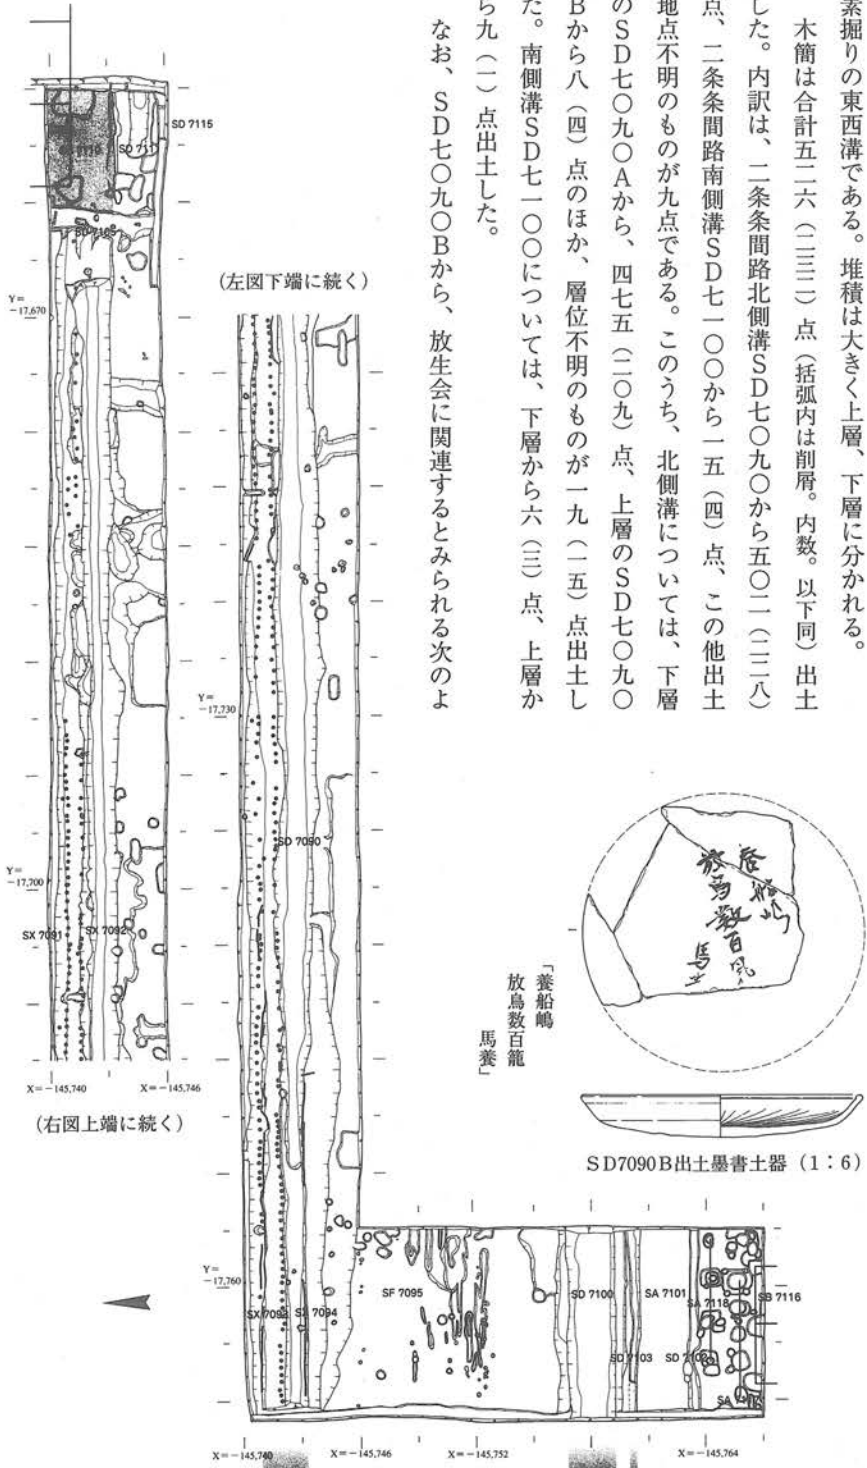 素掘りの東西溝である。堆積は大きく上層、下層に分かれる。
木簡は合計五二六（二三二）点（括弧内は削屑。内数。以下同）出土
した。内訳は、二条条間路北側溝ＳＤ七〇九〇から五〇二（二二八）
点、二条条間路南側溝ＳＤ七一〇〇から一五（四）点、この他出土
地点不明のものが九点である。このうち、北側溝については、下層
のＳＤ七〇九〇Ａから、四七五（二〇九）点、上層のＳＤ七〇九〇
Ｂから八（四）点のほか、層位不明のものが一九（一五）点出土し
た。南側溝ＳＤ七一〇〇については、下層から六（三）点、上層か
ら九（一）点出土した。
なお、ＳＤ七〇九〇Ｂから、放生会に関連するとみられる次のよ
「養船嶋
放鳥数百籠
馬養」
SD7090B出土墨書土器（1：6）
(左図下端に続く)
Y=
-17,730
SD 7090
Y=
-17,760
SX 7093
SX 7094
SF 7095
SD 7100
SA 7101
SA 7118
SB 7116
SD 7103
SD 7102
X=-145,740
X=-145,746
X=-145,752
X=-145,764
SD 7115
SD 7105
Y=
-17,670
Y=
-17,700
SX 7091
SX 7092
X=-145,740
X=-145,746
(右図上端に続く)